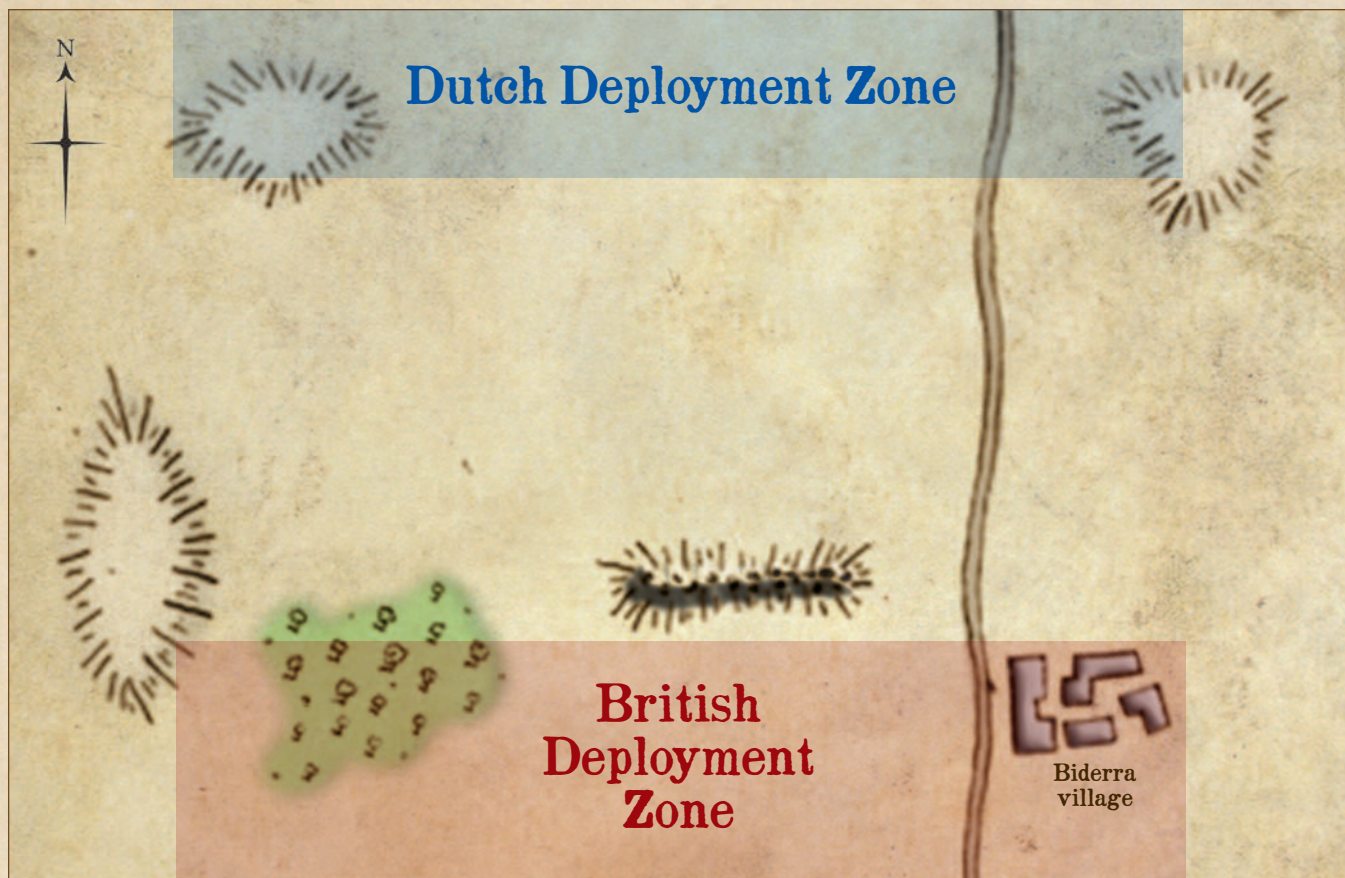 N
Dutch Deployment Zone
British
Deployment
Zone
Biderra
village